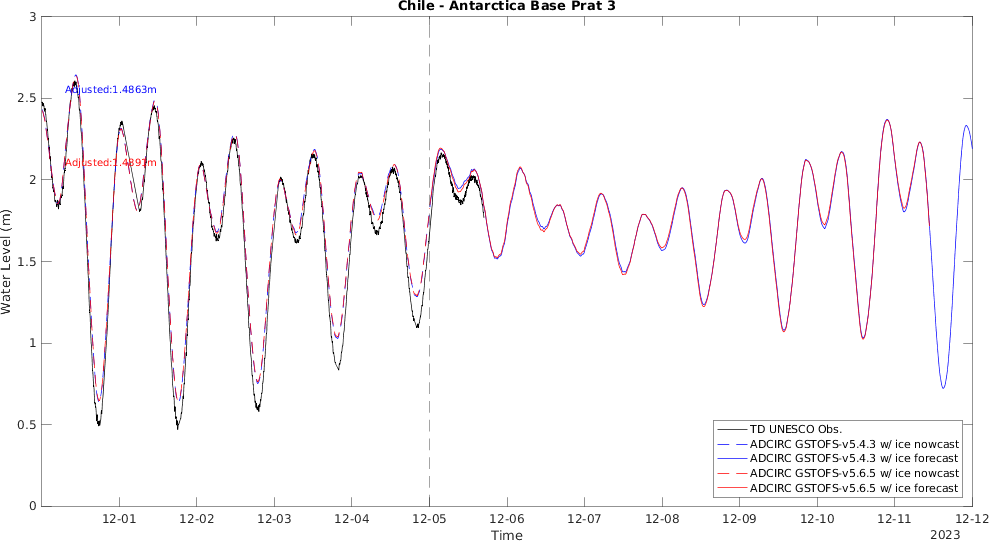 Chile - Antarctica Base Prat 3
3
2.5
2
1.5
1
0.5
0
Water Level (m)
Adjusted:1.4863m
Adjusted:1.4891m
TD UNESCO Obs.
ADCIRC GSTOFS-v5.4.3 w/ ice nowcast
ADCIRC GSTOFS-v5.4.3 w/ ice forecast
ADCIRC GSTOFS-v5.6.5 w/ ice nowcast
ADCIRC GSTOFS-v5.6.5 w/ ice forecast
12-01 12-02 12-03 12-04 12-05 12-06 12-07 12-08 12-09 12-10 12-11 12-12
Time
2023